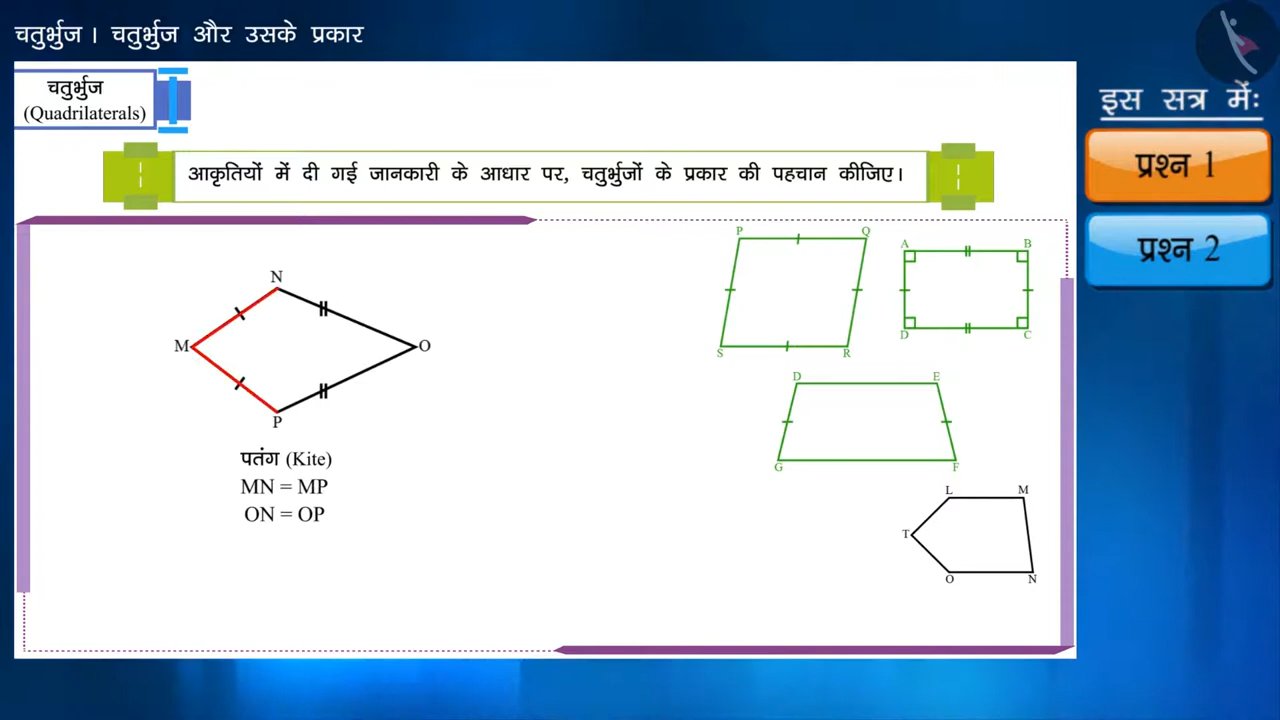 चतुर्भुज। चतुर्भुज और उसके प्रकार
चतुर्भुज
(Quadrilaterals)
इस सत्र में:
प्रश्न 1
प्रश्न 2
आकृतियों में दी गई जानकारी के आधार पर, चतुर्भुजों के प्रकार की पहचान कीजिए।
N
M
O
P
पतंग (Kite)
MN = MP
ON = OP
P Q
S R
A B
D C
D E
G F
L M
T
O N